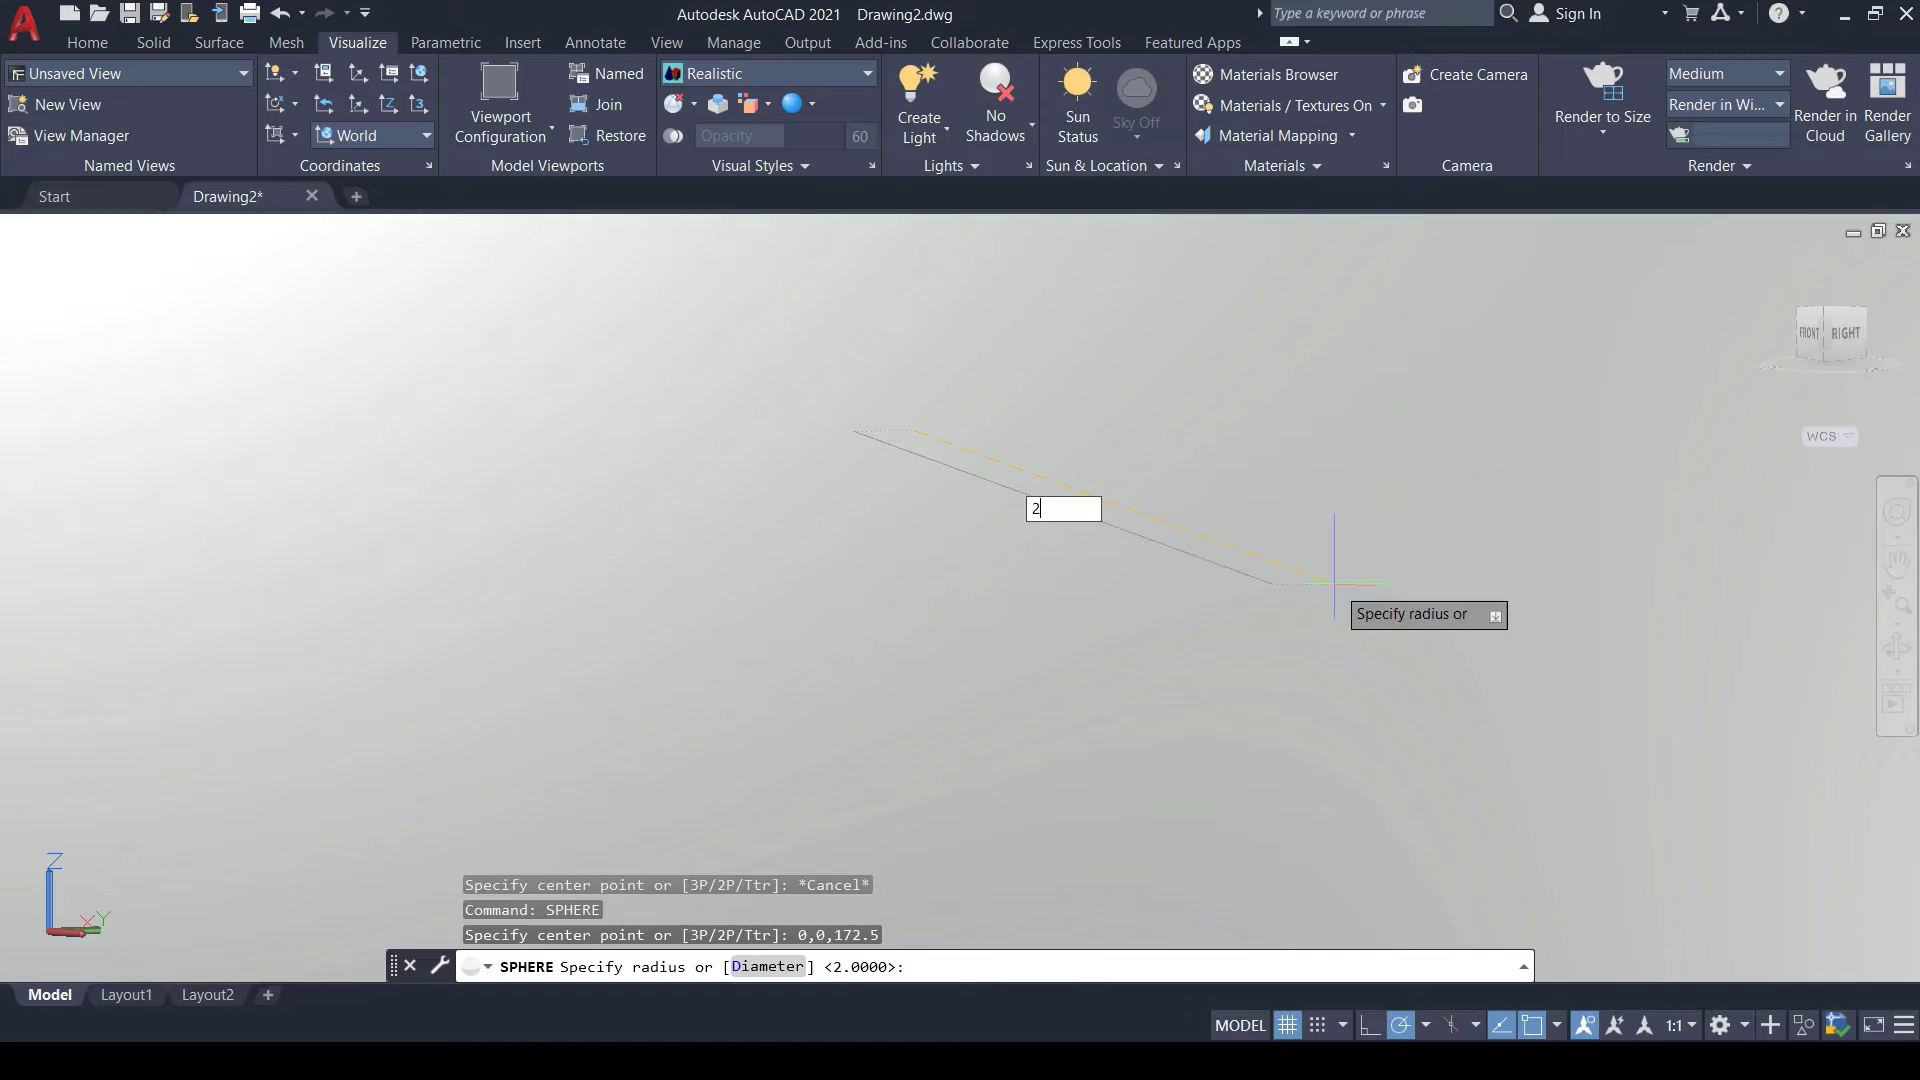 Autodesk AutoCAD 2021 Drawing2.dwg
Type a keyword or phrase
Sign In
Home Solid Surface Mesh Visualize Parametric Insert Annotate View Manage Output Add-ins Collaborate Express Tools Featured Apps
Unsaved View
New View
View Manager
Named Views
World
Coordinates
Viewport
Configuration
Named
Join
Restore
Model Viewports
Realistic
Opacity 60
Visual Styles
Create
Light
No
Shadows
Lights
Sun
Status
Sky Off
Sun & Location
Materials Browser
Materials / Textures On
Material Mapping
Materials
Create Camera
Camera
Render to Size
Medium
Render in Wi...
Render in
Cloud
Render
Gallery
Render
Start
Drawing2*
FRONT RIGHT
WCS
2
Specify radius or
Z
X Y
Specify center point or [3P/2P/Ttr]: *Cancel*
Command: SPHERE
Specify center point or [3P/2P/Ttr]: 0,0,172.5
SPHERE Specify radius or [Diameter] <2.0000>:
Model Layout1 Layout2
MODEL 1:1